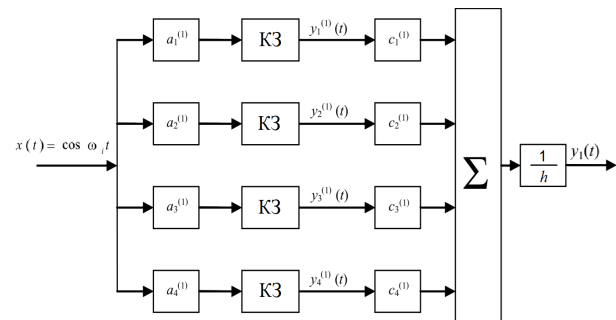 a₁⁽¹⁾ КЗ y₁⁽¹⁾(t) c₁⁽¹⁾
a₂⁽¹⁾ КЗ y₂⁽¹⁾(t) c₂⁽¹⁾
x(t) = cos ω ᵢ t
Σ
1
h
y₁(t)
a₃⁽¹⁾ КЗ y₃⁽¹⁾(t) c₃⁽¹⁾
a₄⁽¹⁾ КЗ y₄⁽¹⁾(t) c₄⁽¹⁾